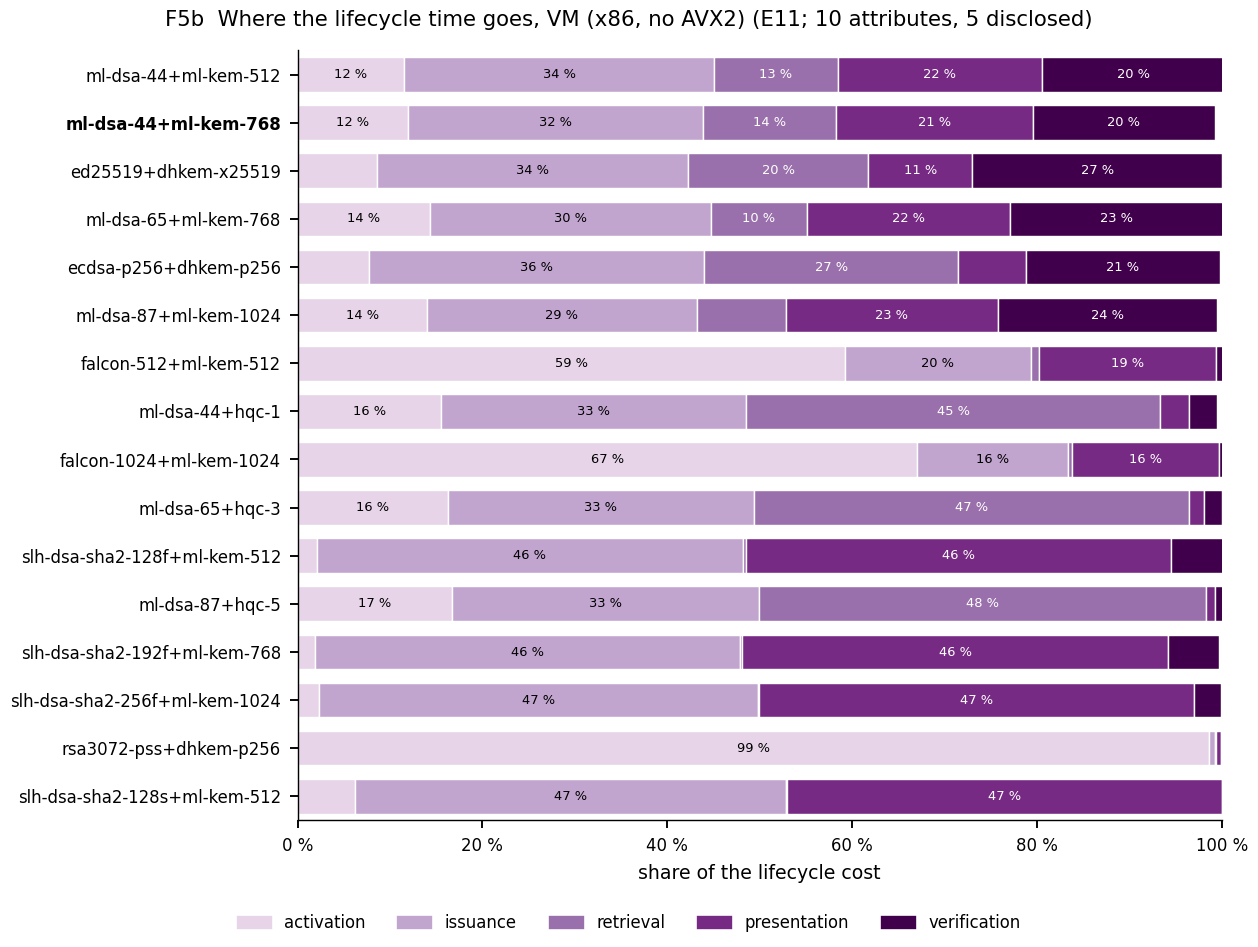 F5b  Where the lifecycle time goes, VM (x86, no AVX2) (E11; 10 attributes, 5 disclosed)
ml-dsa-44+ml-kem-512 12 % 34 % 13 % 22 % 20 %
ml-dsa-44+ml-kem-768 12 % 32 % 14 % 21 % 20 %
ed25519+dhkem-x25519 34 % 20 % 11 % 27 %
ml-dsa-65+ml-kem-768 14 % 30 % 10 % 22 % 23 %
ecdsa-p256+dhkem-p256 36 % 27 % 21 %
ml-dsa-87+ml-kem-1024 14 % 29 % 23 % 24 %
falcon-512+ml-kem-512 59 % 20 % 19 %
ml-dsa-44+hqc-1 16 % 33 % 45 %
falcon-1024+ml-kem-1024 67 % 16 % 16 %
ml-dsa-65+hqc-3 16 % 33 % 47 %
slh-dsa-sha2-128f+ml-kem-512 46 % 46 %
ml-dsa-87+hqc-5 17 % 33 % 48 %
slh-dsa-sha2-192f+ml-kem-768 46 % 46 %
slh-dsa-sha2-256f+ml-kem-1024 47 % 47 %
rsa3072-pss+dhkem-p256 99 %
slh-dsa-sha2-128s+ml-kem-512 47 % 47 %
0 % 20 % 40 % 60 % 80 % 100 %
share of the lifecycle cost
activation issuance retrieval presentation verification